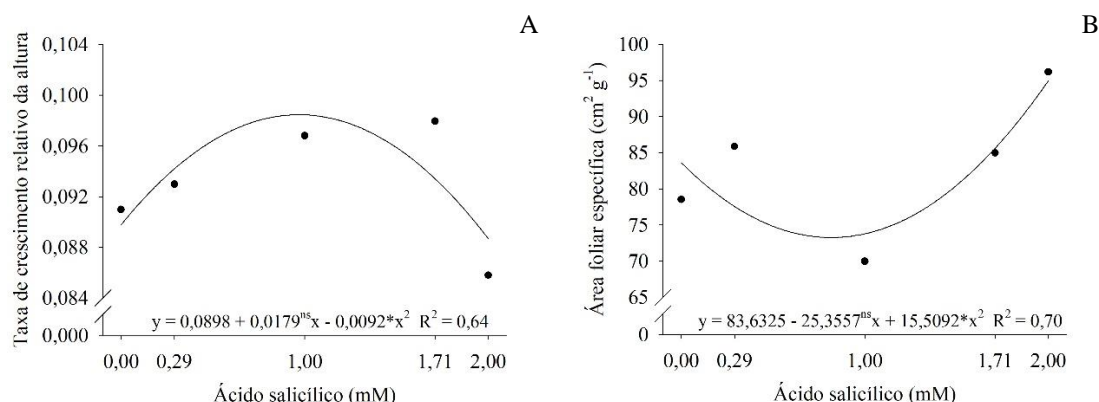 A
Taxa de crescimento relativo da altura
0,104
0,100
0,096
0,092
0,088
0,084
0,000
y = 0,0898 + 0,0179ⁿˢx - 0,0092*x² R² = 0,64
0,00 0,29 1,00 1,71 2,00
Ácido salicílico (mM)
B
Área foliar específica (cm² g⁻¹)
100
95
90
85
80
75
70
65
0
y = 83,6325 - 25,3557ⁿˢx + 15,5092*x² R² = 0,70
0,00 0,29 1,00 1,71 2,00
Ácido salicílico (mM)